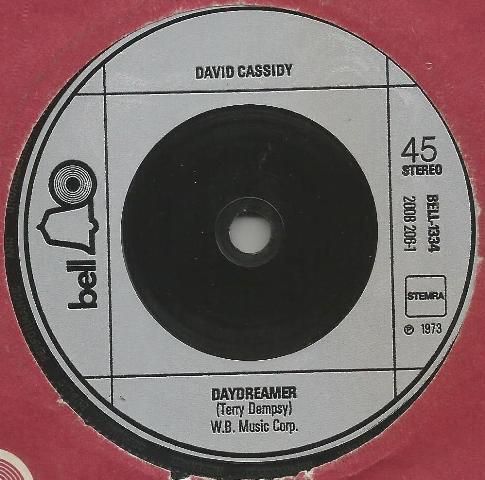 DAVID CASSIDY
bell
45
STEREO
BELL-1334
2008 206-1
STEMRA
℗ 1973
DAYDREAMER
(Terry Dempsy)
W.B. Music Corp.